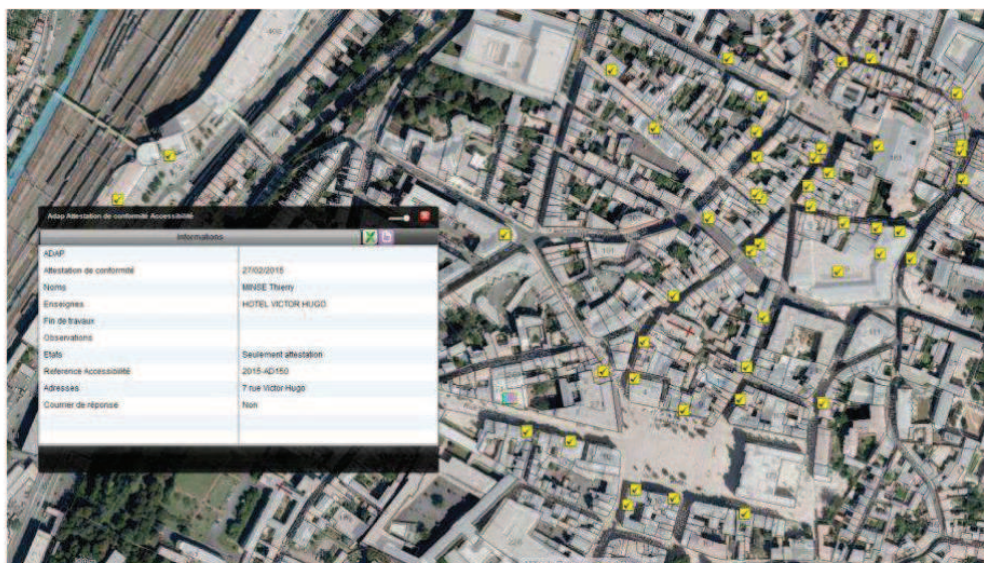 Adap Attestation de conformité Accessibilité
Informations
ADAP
Attestation de conformité 27/02/2015
Noms MINSE Thierry
Enseignes HOTEL VICTOR HUGO
Fin de travaux
Observations
Etats Seulement attestation
Reference Accessibilité 2015-AD150
Adresses 7 rue Victor Hugo
Courrier de réponse Non